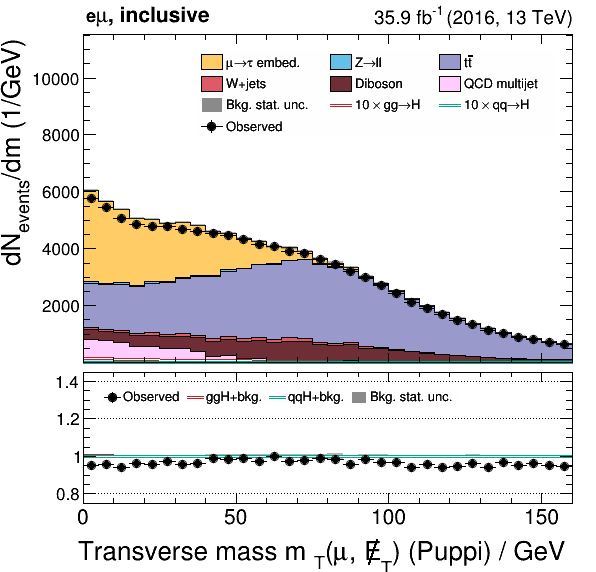 eμ, inclusive 35.9 fb⁻¹ (2016, 13 TeV)
dN_events/dm (1/GeV)
μ→τ embed. Z→ll tt̄
W+jets Diboson QCD multijet
Bkg. stat. unc. 10 × gg→H 10 × qq→H
Observed
10000
8000
6000
4000
2000
Observed ggH+bkg. qqH+bkg. Bkg. stat. unc.
1.4
1.2
1
0.8
0 50 100 150
Transverse mass m_T(μ, E̸_T) (Puppi) / GeV